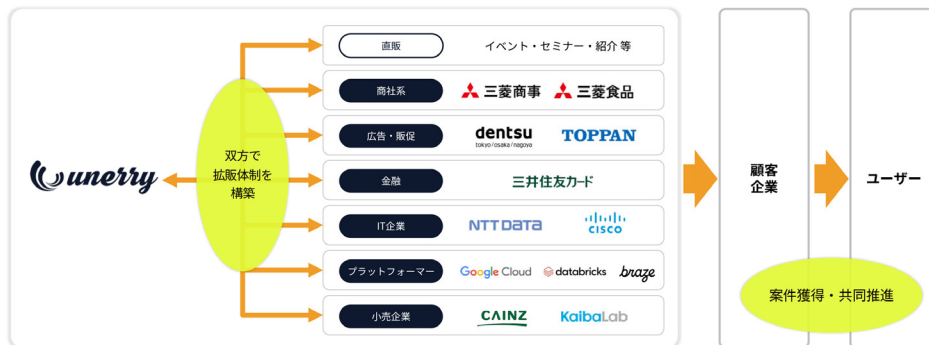 直販
イベント・セミナー・紹介 等
商社系
三菱商事 三菱食品
広告・販促
dentsu
tokyo/osaka/nagoya
TOPPAN
unerry
双方で
拡販体制を
構築
金融
三井住友カード
IT企業
NTT DATA
CISCO
プラットフォーマー
Google Cloud databricks braze
小売企業
CAINZ KaibaLab
顧客
企業
ユーザー
案件獲得・共同推進